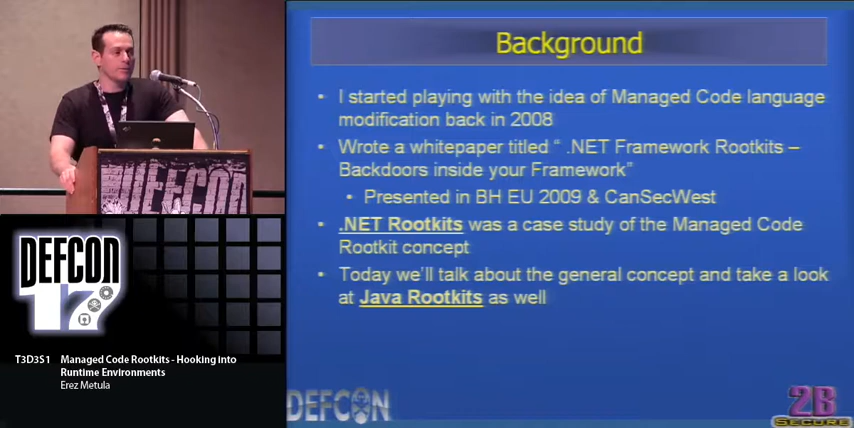 Background
• I started playing with the idea of Managed Code language
modification back in 2008
• Wrote a whitepaper titled “ .NET Framework Rootkits –
Backdoors inside your Framework”
• Presented in BH EU 2009 & CanSecWest
• .NET Rootkits was a case study of the Managed Code
Rootkit concept
• Today we'll talk about the general concept and take a look
at Java Rootkits as well
DEFCON
DEFCON
17
T3D3S1 Managed Code Rootkits - Hooking into
Runtime Environments
Erez Metula
DEFCON
2B
SECURE